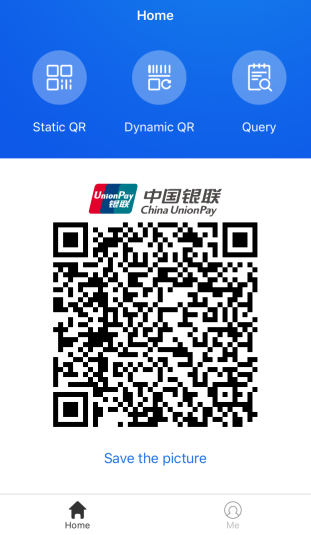 Home
Static QR
Dynamic QR
Query
UnionPay
银联
中国银联
China UnionPay
Save the picture
Home
Me